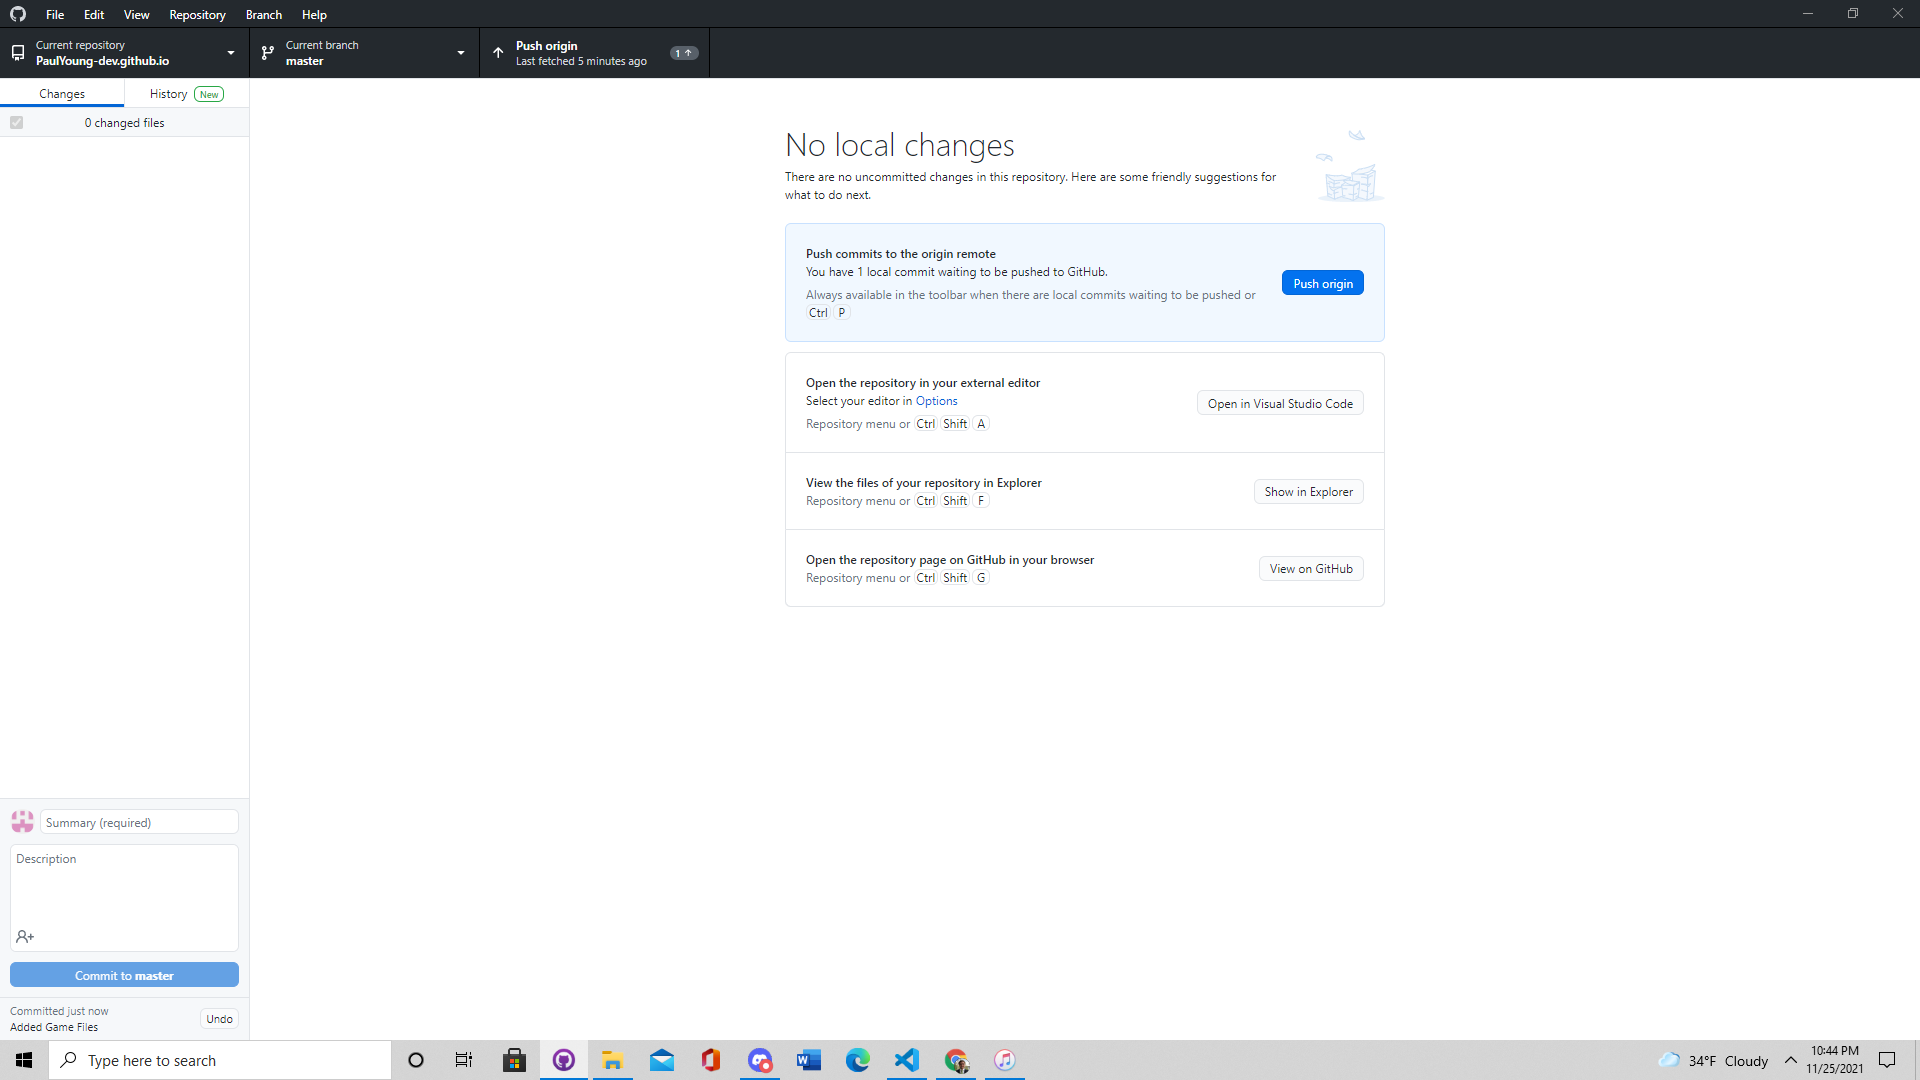 File Edit View Repository Branch Help
Current repository
PaulYoung-dev.github.io
Current branch
master
Push origin
Last fetched 5 minutes ago
1
Changes
History New
0 changed files
No local changes
There are no uncommitted changes in this repository. Here are some friendly suggestions for
what to do next.
Push commits to the origin remote
You have 1 local commit waiting to be pushed to GitHub.
Always available in the toolbar when there are local commits waiting to be pushed or
Ctrl P
Push origin
Open the repository in your external editor
Select your editor in Options
Repository menu or Ctrl Shift A
Open in Visual Studio Code
View the files of your repository in Explorer
Repository menu or Ctrl Shift F
Show in Explorer
Open the repository page on GitHub in your browser
Repository menu or Ctrl Shift G
View on GitHub
Summary (required)
Description
Commit to master
Committed just now
Added Game Files
Undo
Type here to search
34°F Cloudy
10:44 PM
11/25/2021